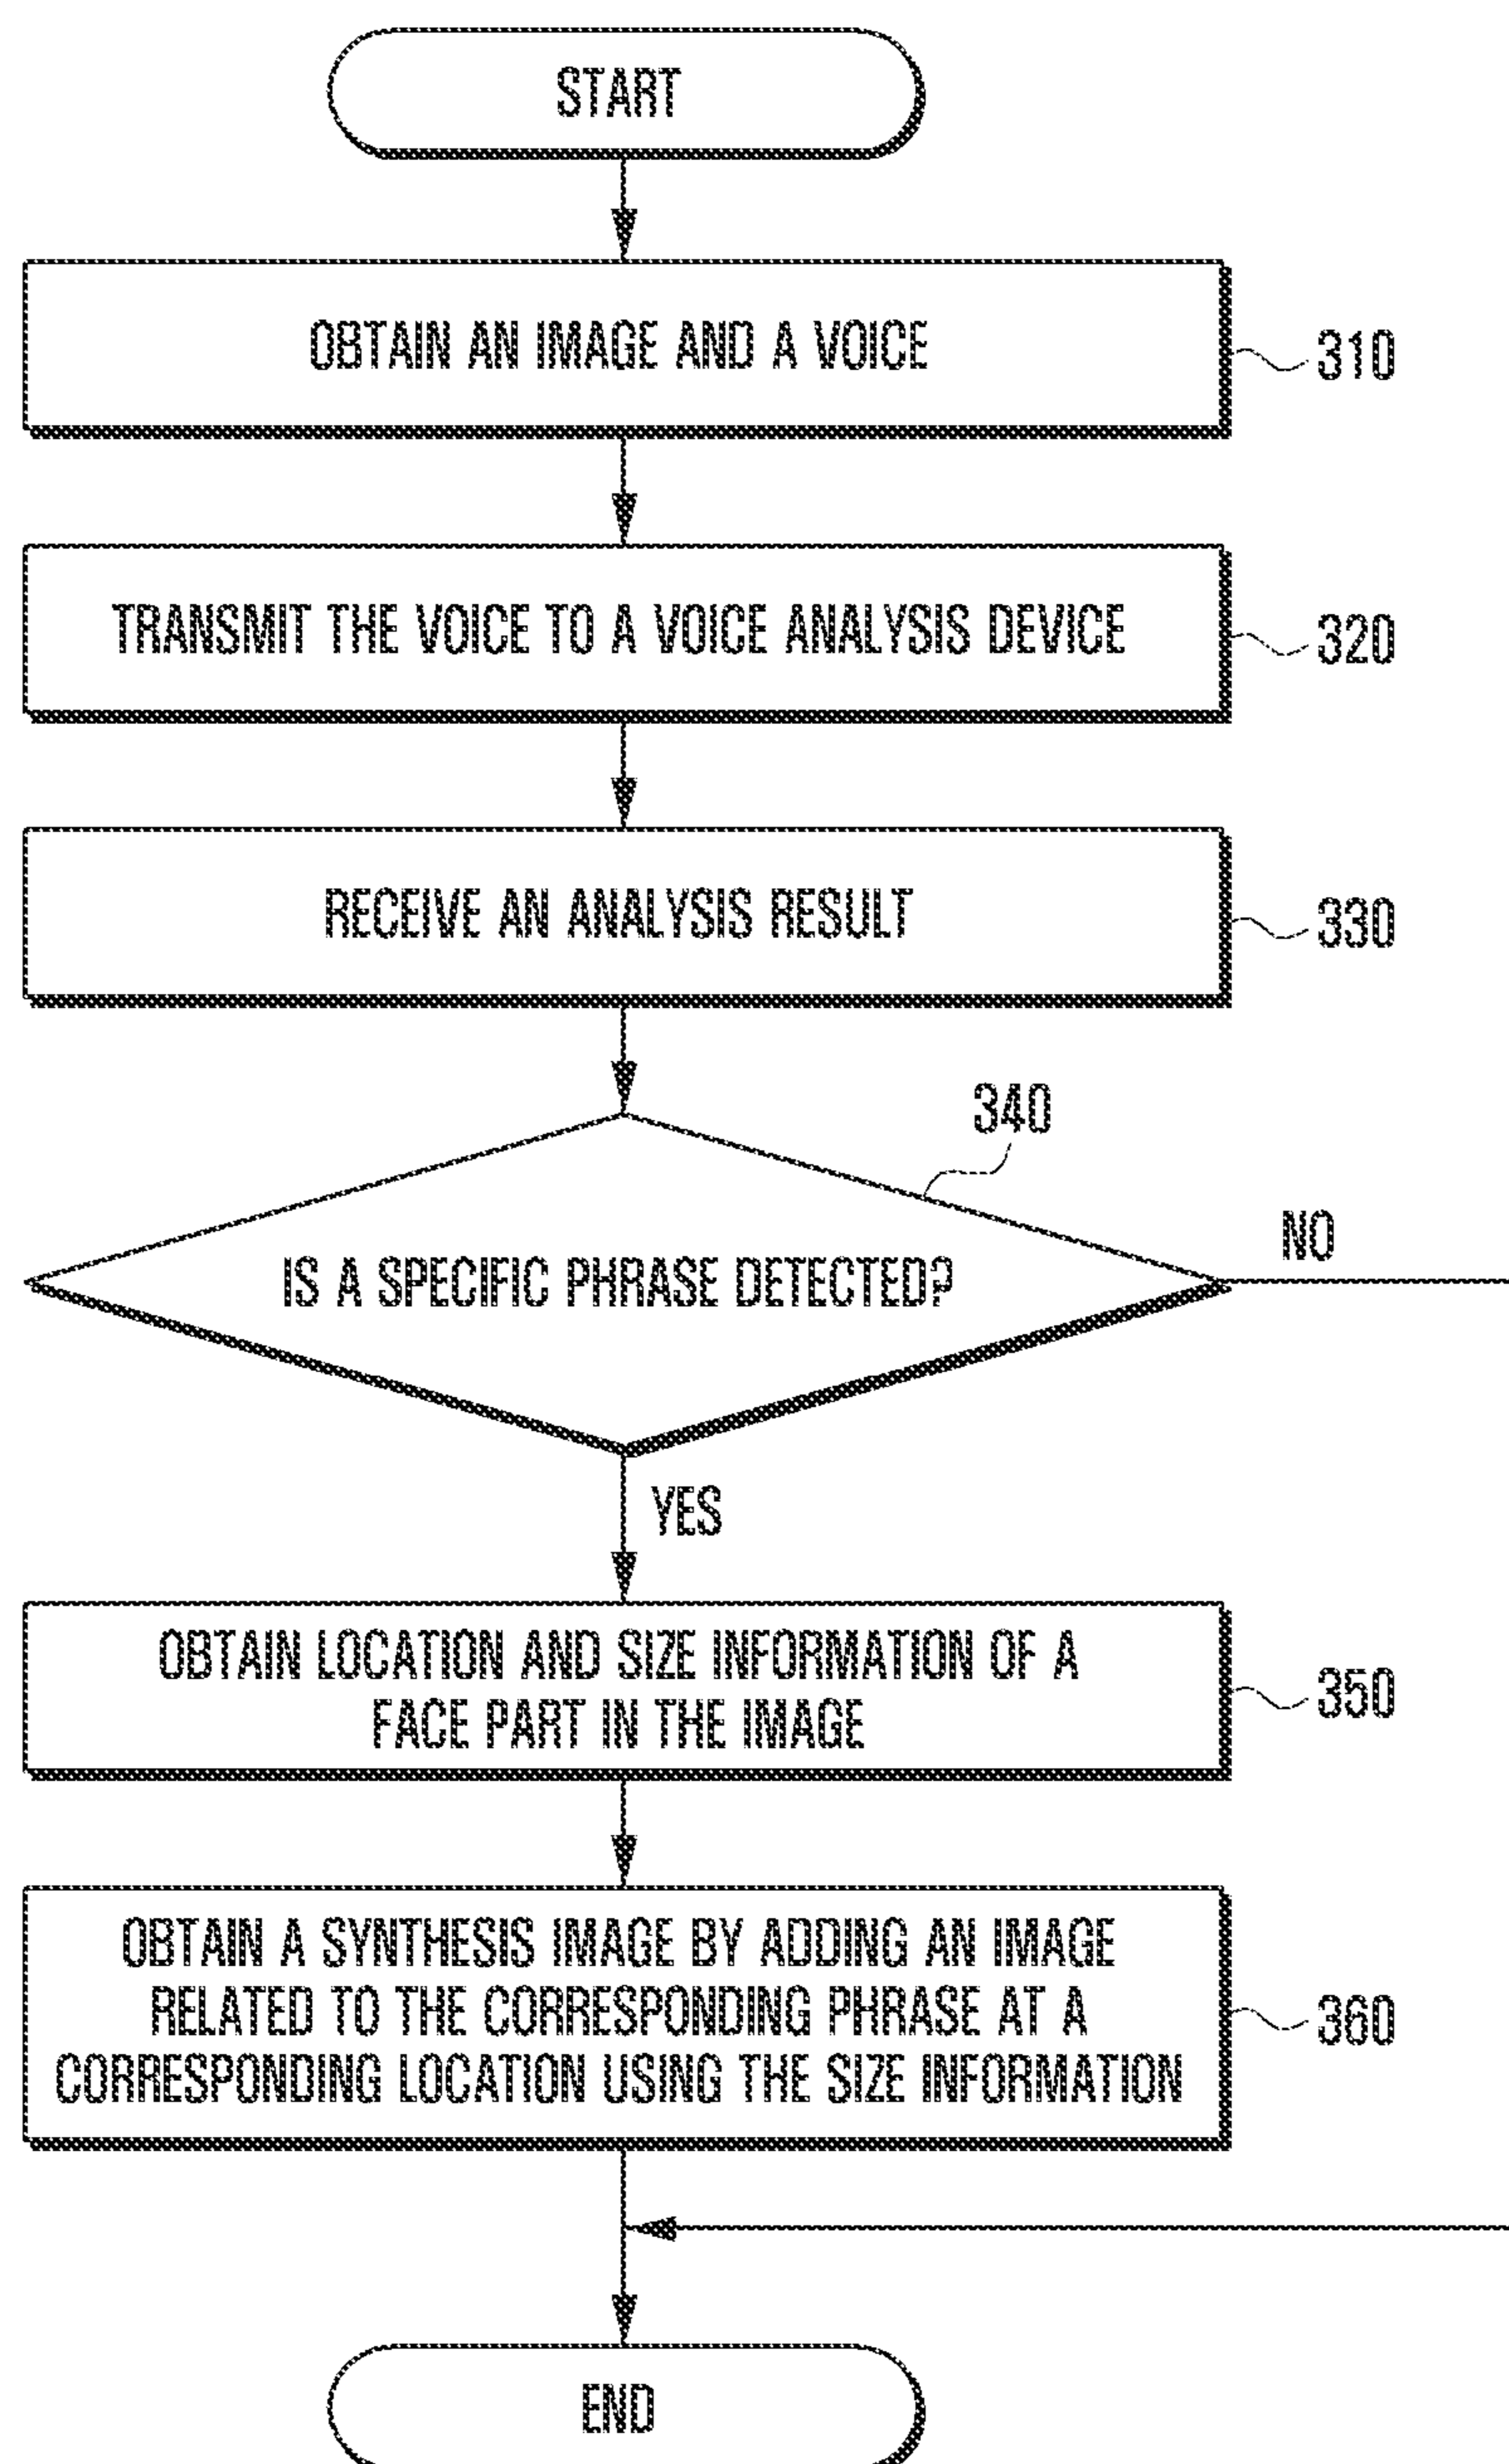 START
OBTAIN AN IMAGE AND A VOICE
310
TRANSMIT THE VOICE TO A VOICE ANALYSIS DEVICE
320
RECEIVE AN ANALYSIS RESULT
330
340
NO
IS A SPECIFIC PHRASE DETECTED?
YES
OBTAIN LOCATION AND SIZE INFORMATION OF A
FACE PART IN THE IMAGE
350
OBTAIN A SYNTHESIS IMAGE BY ADDING AN IMAGE
RELATED TO THE CORRESPONDING PHRASE AT A
CORRESPONDING LOCATION USING THE SIZE INFORMATION
360
END